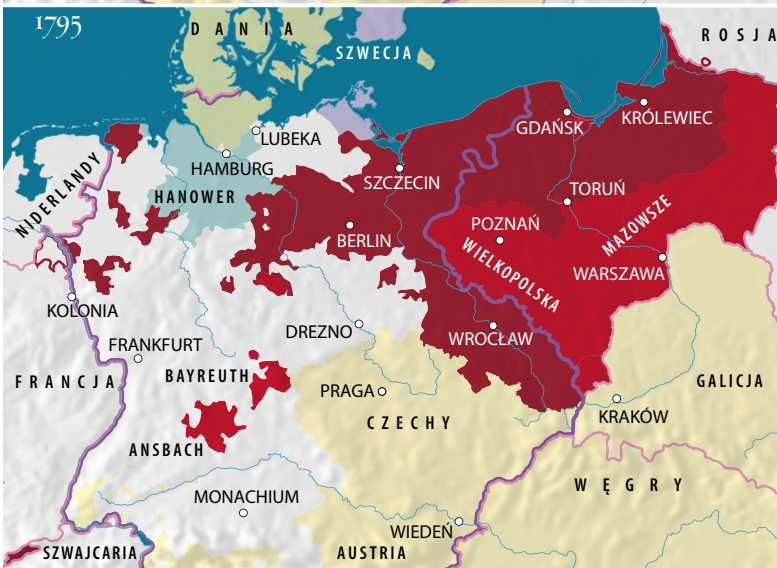 1795
DANIA
SZWECJA
ROSJA
LUBEKA
HAMBURG
GDAŃSK
KRÓLEWIEC
NIDERLANDY
HANOWER
SZCZECIN
TORUŃ
BERLIN
POZNAŃ
MAZOWSZE
WIELKOPOLSKA
WARSZAWA
KOLONIA
DREZNO
WROCŁAW
FRANKFURT
FRANCJA
BAYREUTH
PRAGA
CZECHY
GALICJA
KRAKÓW
ANSBACH
WĘGRY
MONACHIUM
WIEDEŃ
SZWAJCARIA
AUSTRIA